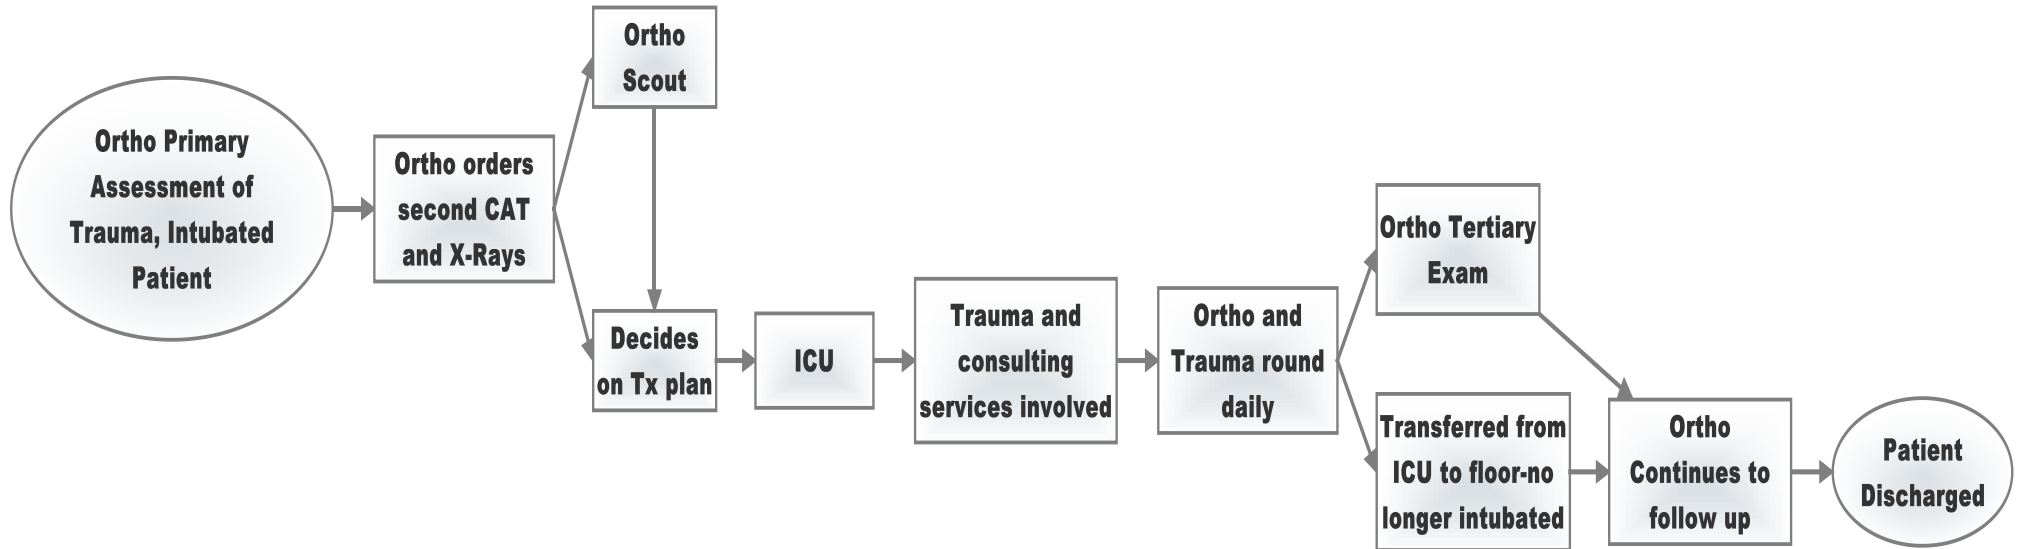 Ortho Primary
Assessment of
Trauma, Intubated
Patient
Ortho orders
second CAT
and X-Rays
Ortho
Scout
Decides
on Tx plan
ICU
Trauma and
consulting
services involved
Ortho and
Trauma round
daily
Ortho Tertiary
Exam
Transferred from
ICU to floor-no
longer intubated
Ortho
Continues to
follow up
Patient
Discharged